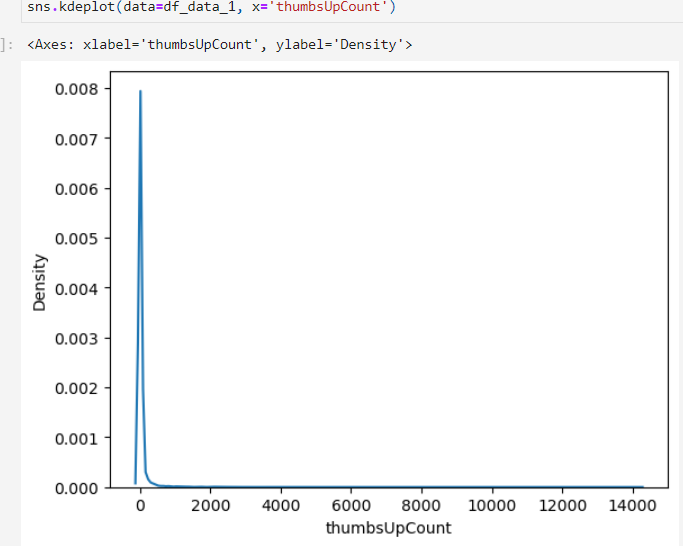 sns.kdeplot(data=df_data_1, x='thumbsUpCount')
]: <Axes: xlabel='thumbsUpCount', ylabel='Density'>
0.008
0.007
0.006
0.005
0.004
0.003
0.002
0.001
0.000
Density
0 2000 4000 6000 8000 10000 12000 14000
thumbsUpCount